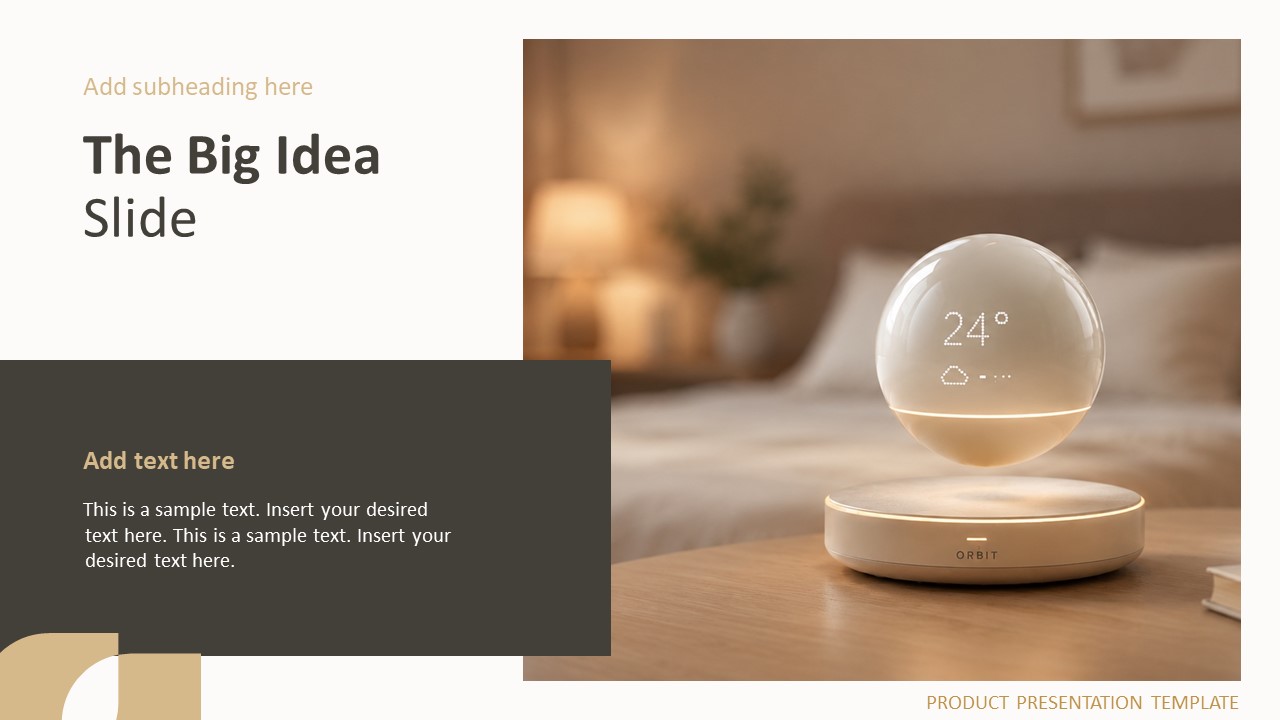 Add subheading here
The Big Idea
Slide
Add text here
This is a sample text. Insert your desired
text here. This is a sample text. Insert your
desired text here.
24°
ORBIT
PRODUCT PRESENTATION TEMPLATE